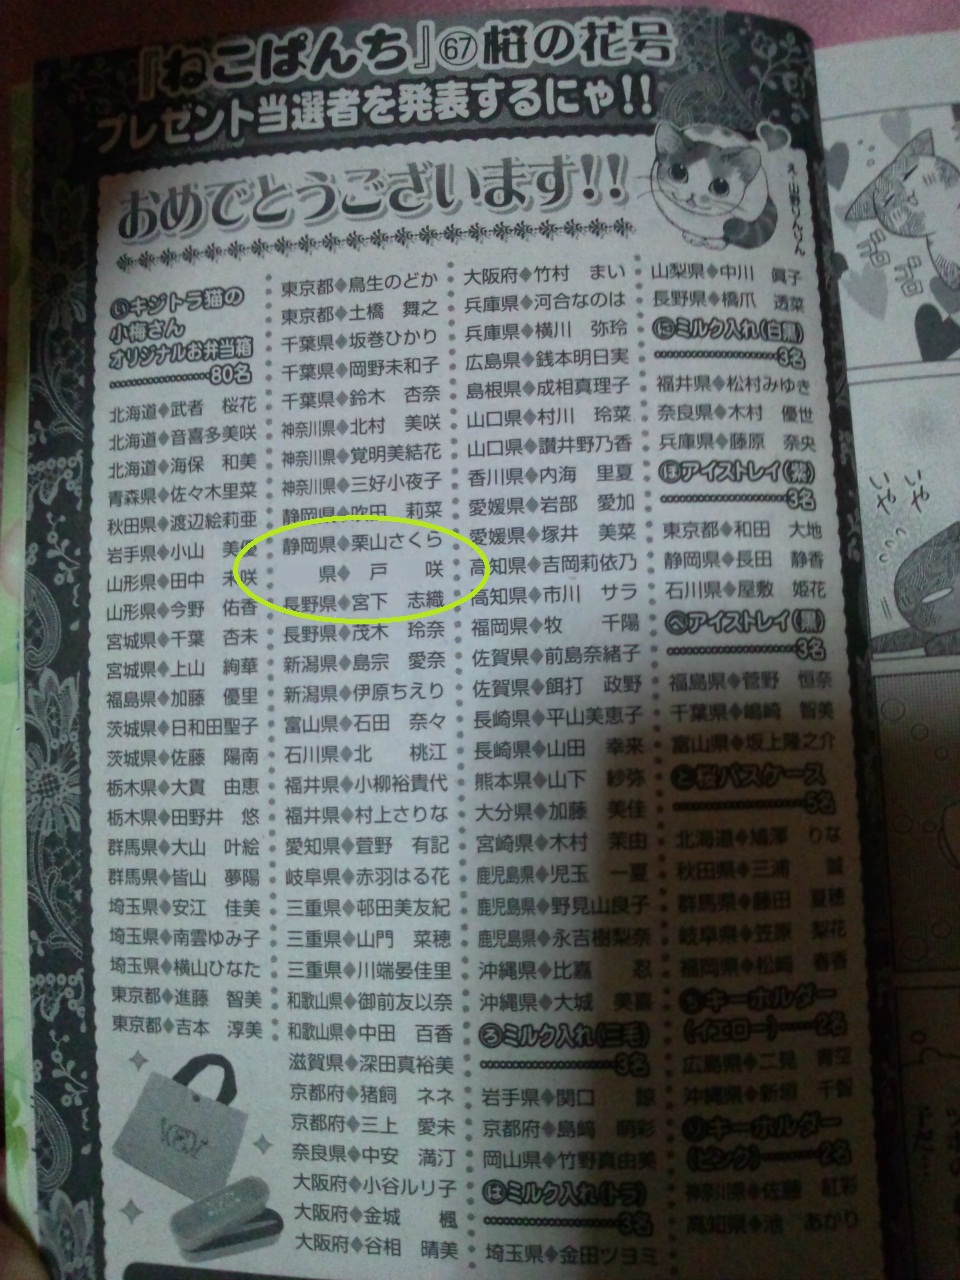 『ねこぱんち』67桜の花号
プレゼント当選者を発表するにゃ!!
おめでとうございます!!
え・山野りんりん
いキジトラ猫の
小梅さん
オリジナルお弁当箱
80名
北海道◆武者 桜花
北海道◆音喜多美咲
北海道◆海保 和美
青森県◆佐々木里菜
秋田県◆渡辺絵莉亜
岩手県◆小山 美優
山形県◆田中 未咲
山形県◆今野 佑香
宮城県◆千葉 杏未
宮城県◆上山 絢華
福島県◆加藤 優里
茨城県◆日和田聖子
茨城県◆佐藤 陽南
栃木県◆大貫 由恵
栃木県◆田野井 悠
群馬県◆大山 叶絵
群馬県◆皆山 夢陽
埼玉県◆安江 佳美
埼玉県◆南雲ゆみ子
埼玉県◆横山ひなた
東京都◆進藤 智美
東京都◆吉本 淳美
東京都◆鳥生のどか
東京都◆土橋 舞之
千葉県◆坂巻ひかり
千葉県◆岡野未和子
千葉県◆鈴木 杏奈
神奈川県◆北村 美咲
神奈川県◆覚明美結花
神奈川県◆三好小夜子
静岡県◆吹田 莉菜
静岡県◆栗山さくら
県◆ 戸 咲
長野県◆宮下 志織
長野県◆茂木 玲奈
新潟県◆島宗 愛奈
新潟県◆伊原ちえり
富山県◆石田 奈々
石川県◆北 桃江
福井県◆小柳裕貴代
福井県◆村上さりな
愛知県◆萱野 有記
岐阜県◆赤羽はる花
三重県◆邨田美友紀
三重県◆山門 菜穂
三重県◆川端晏佳里
和歌山県◆御前友以奈
和歌山県◆中田 百香
滋賀県◆深田真裕美
京都府◆猪飼 ネネ
京都府◆三上 愛未
奈良県◆中安 満汀
大阪府◆小谷ルリ子
大阪府◆金城 楓
大阪府◆谷相 晴美
大阪府◆竹村 まい
兵庫県◆河合なのは
兵庫県◆横川 弥玲
広島県◆銭本明日実
島根県◆成相真理子
山口県◆村川 玲菜
山口県◆讃井野乃香
香川県◆内海 里夏
愛媛県◆岩部 愛加
愛媛県◆塚井 美菜
高知県◆吉岡莉依乃
高知県◆市川 サラ
福岡県◆牧 千陽
佐賀県◆前島奈緒子
佐賀県◆餌打 政野
長崎県◆平山美恵子
長崎県◆山田 幸来
熊本県◆山下 紗弥
大分県◆加藤 美佳
宮崎県◆木村 茉由
鹿児島県◆児玉 一夏
鹿児島県◆野見山良子
鹿児島県◆永吉樹梨奈
沖縄県◆比嘉 忍
沖縄県◆大城 美嘉
ろミルク入れ(三毛)
3名
岩手県◆関口 諒
京都府◆島﨑 萌彩
岡山県◆竹野真由美
はミルク入れ(トラ)
3名
埼玉県◆金田ツヨミ
山梨県◆中川 眞子
長野県◆橋爪 透菜
にミルク入れ(白黒)
3名
福井県◆松村みゆき
奈良県◆木村 優世
兵庫県◆藤原 奈央
ほアイストレイ(紫)
3名
東京都◆和田 大地
静岡県◆長田 静香
石川県◆屋敷 姫花
へアイストレイ(黒)
3名
福島県◆菅野 恒奈
千葉県◆嶋崎 智美
富山県◆坂上隆之介
と桜パスケース
5名
北海道◆鳩澤 りな
秋田県◆三浦 誠
群馬県◆藤田 夏穂
岐阜県◆笠原 梨花
福岡県◆松崎 春香
ちキーホルダー
(イエロー)2名
広島県◆二見 青空
沖縄県◆新垣 千智
りキーホルダー
(ピンク)2名
神奈川県◆佐藤 紅彩
高知県◆池 あかり
いや
いや